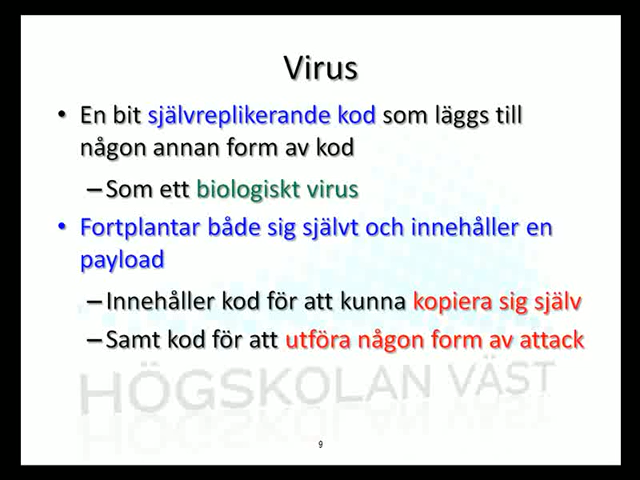 Virus
• En bit självreplikerande kod som läggs till
någon annan form av kod
– Som ett biologiskt virus
• Fortplantar både sig självt och innehåller en
payload
– Innehåller kod för att kunna kopiera sig själv
– Samt kod för att utföra någon form av attack
HÖGSKOLAN VÄST
9